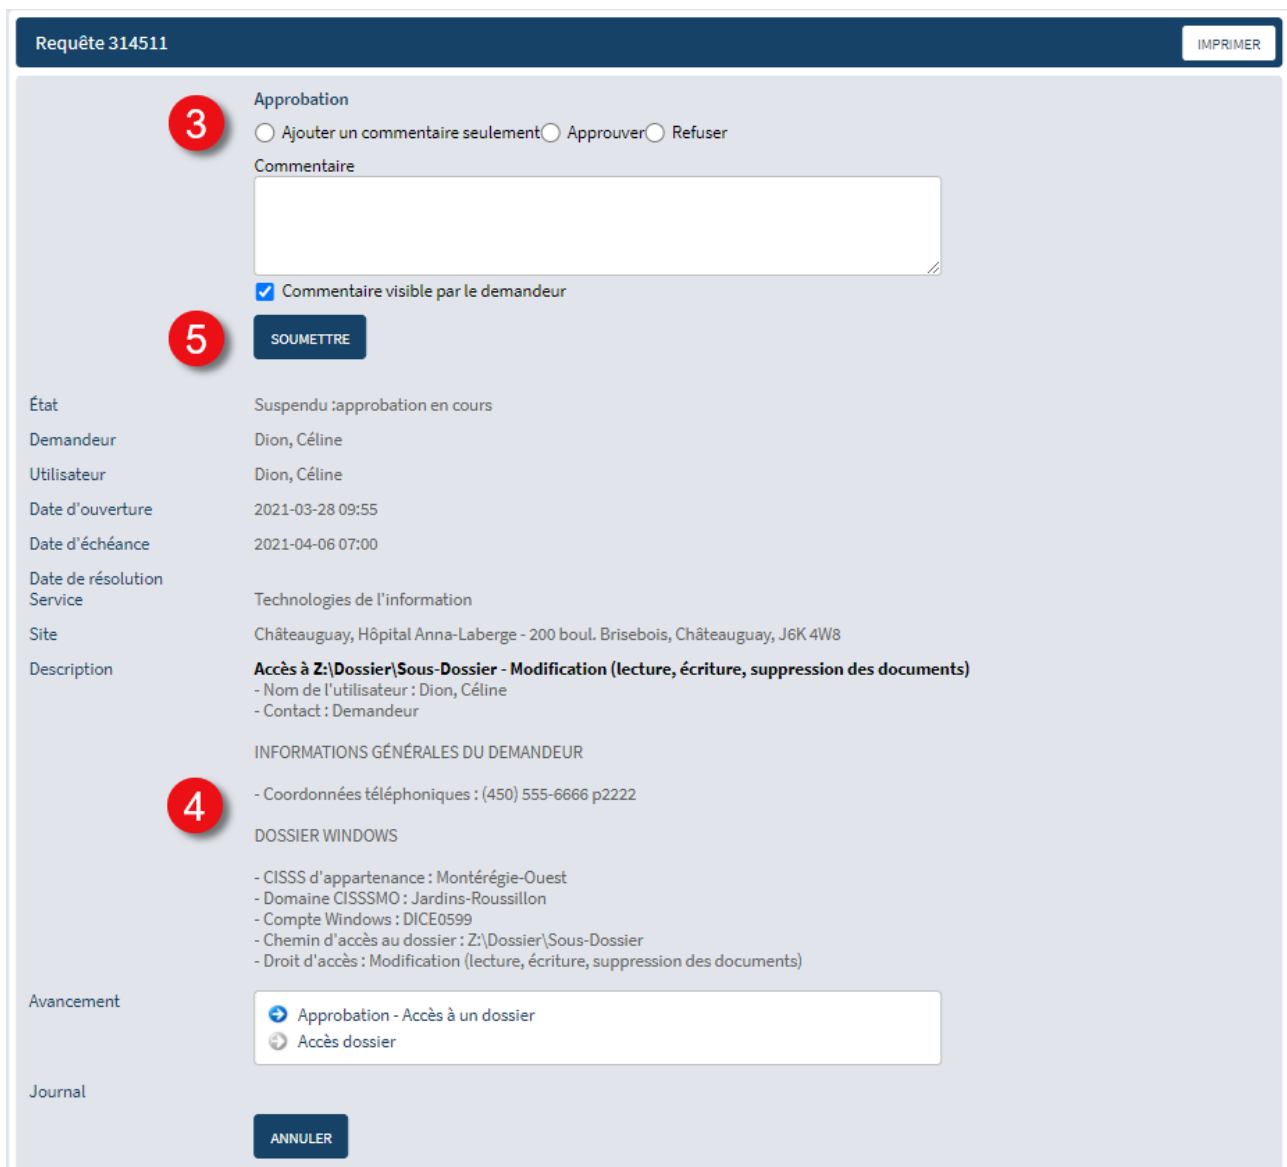 Requête 314511
IMPRIMER
Approbation
3
Ajouter un commentaire seulement Approuver Refuser
Commentaire
Commentaire visible par le demandeur
5
SOUMETTRE
État Suspendu :approbation en cours
Demandeur Dion, Céline
Utilisateur Dion, Céline
Date d'ouverture 2021-03-28 09:55
Date d'échéance 2021-04-06 07:00
Date de résolution
Service Technologies de l'information
Site Châteauguay, Hôpital Anna-Laberge - 200 boul. Brisebois, Châteauguay, J6K 4W8
Description Accès à Z:\Dossier\Sous-Dossier - Modification (lecture, écriture, suppression des documents)
- Nom de l'utilisateur : Dion, Céline
- Contact : Demandeur
INFORMATIONS GÉNÉRALES DU DEMANDEUR
4
- Coordonnées téléphoniques : (450) 555-6666 p2222
DOSSIER WINDOWS
- CISSS d'appartenance : Montérégie-Ouest
- Domaine CISSSMO : Jardins-Roussillon
- Compte Windows : DICE0599
- Chemin d'accès au dossier : Z:\Dossier\Sous-Dossier
- Droit d'accès : Modification (lecture, écriture, suppression des documents)
Avancement Approbation - Accès à un dossier
Accès dossier
Journal
ANNULER